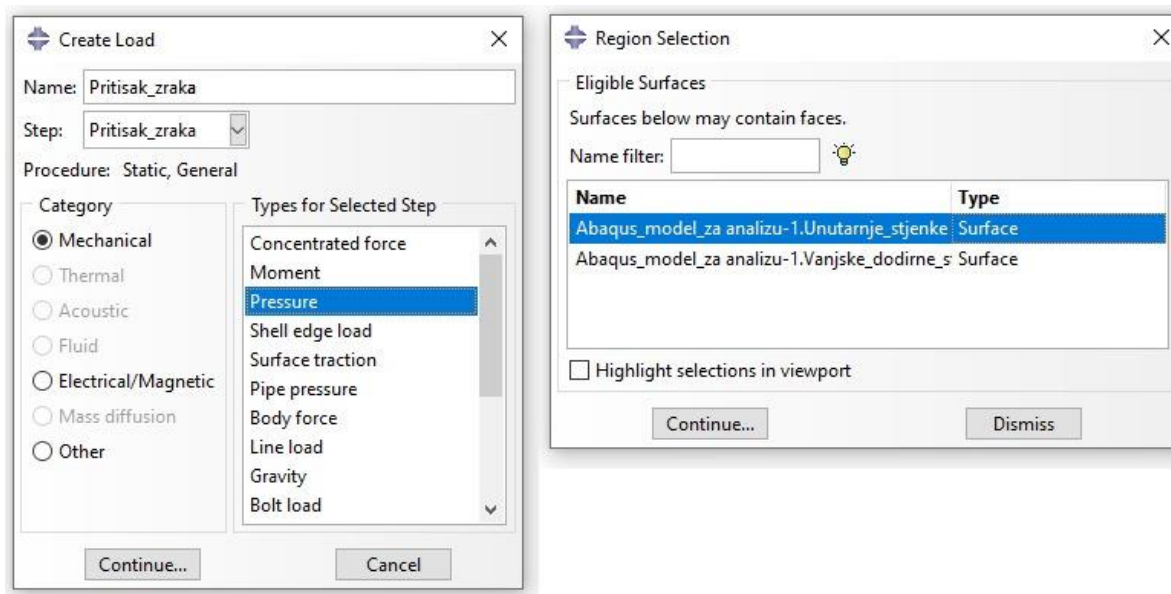 Create Load
Name: Pritisak_zraka
Step: Pritisak_zraka
Procedure: Static, General
Category
Mechanical
Thermal
Acoustic
Fluid
Electrical/Magnetic
Mass diffusion
Other
Types for Selected Step
Concentrated force
Moment
Pressure
Shell edge load
Surface traction
Pipe pressure
Body force
Line load
Gravity
Bolt load
Continue...
Cancel
Region Selection
Eligible Surfaces
Surfaces below may contain faces.
Name filter:
Name Type
Abaqus_model_za analizu-1.Unutarnje_stjenke Surface
Abaqus_model_za analizu-1.Vanjske_dodirne_s Surface
Highlight selections in viewport
Continue...
Dismiss